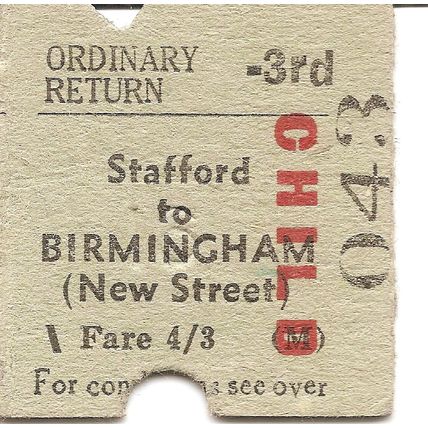 ORDINARY -3rd
RETURN
CHILD
043
Stafford
to
BIRMINGHAM
(New Street)
\ Fare 4/3 (M)
For see over